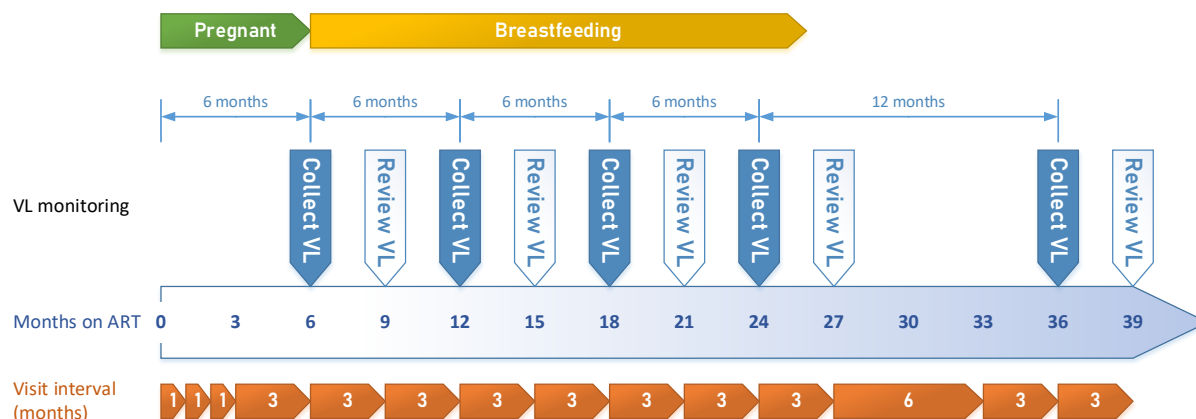 Pregnant
Breastfeeding
6 months
6 months
6 months
6 months
12 months
VL monitoring
Collect VL
Review VL
Collect VL
Review VL
Collect VL
Review VL
Collect VL
Review VL
Collect VL
Review VL
Months on ART 0 3 6 9 12 15 18 21 24 27 30 33 36 39
Visit interval
(months)
1 1 1 3 3 3 3 3 3 3 3 6 3 3